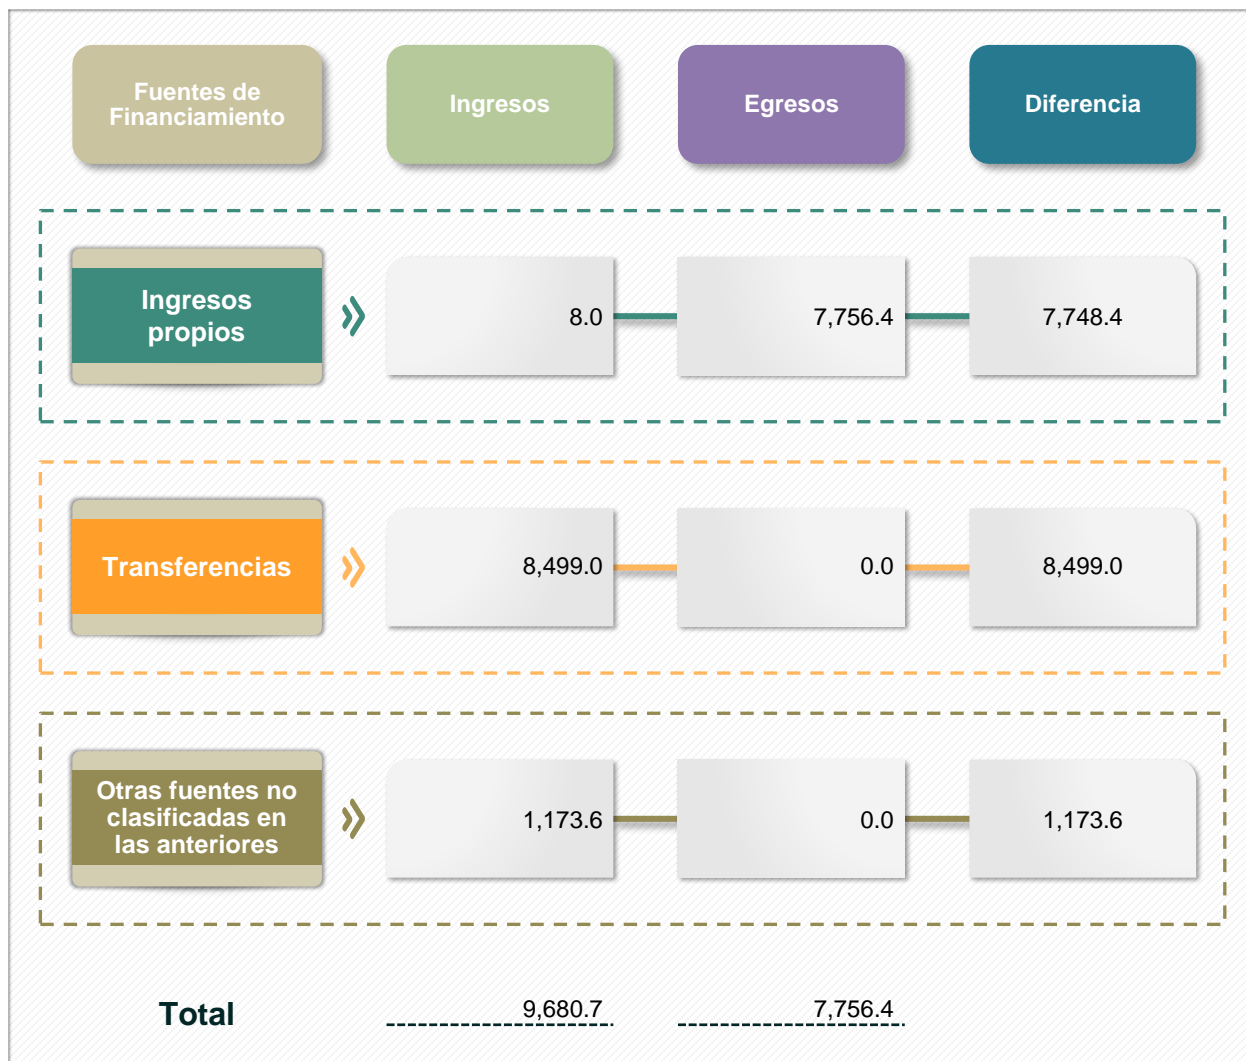 Fuentes de
Financiamiento
Ingresos
Egresos
Diferencia
Ingresos
propios
8.0
7,756.4
7,748.4
Transferencias
8,499.0
0.0
8,499.0
Otras fuentes no
clasificadas en
las anteriores
1,173.6
0.0
1,173.6
Total
9,680.7
7,756.4